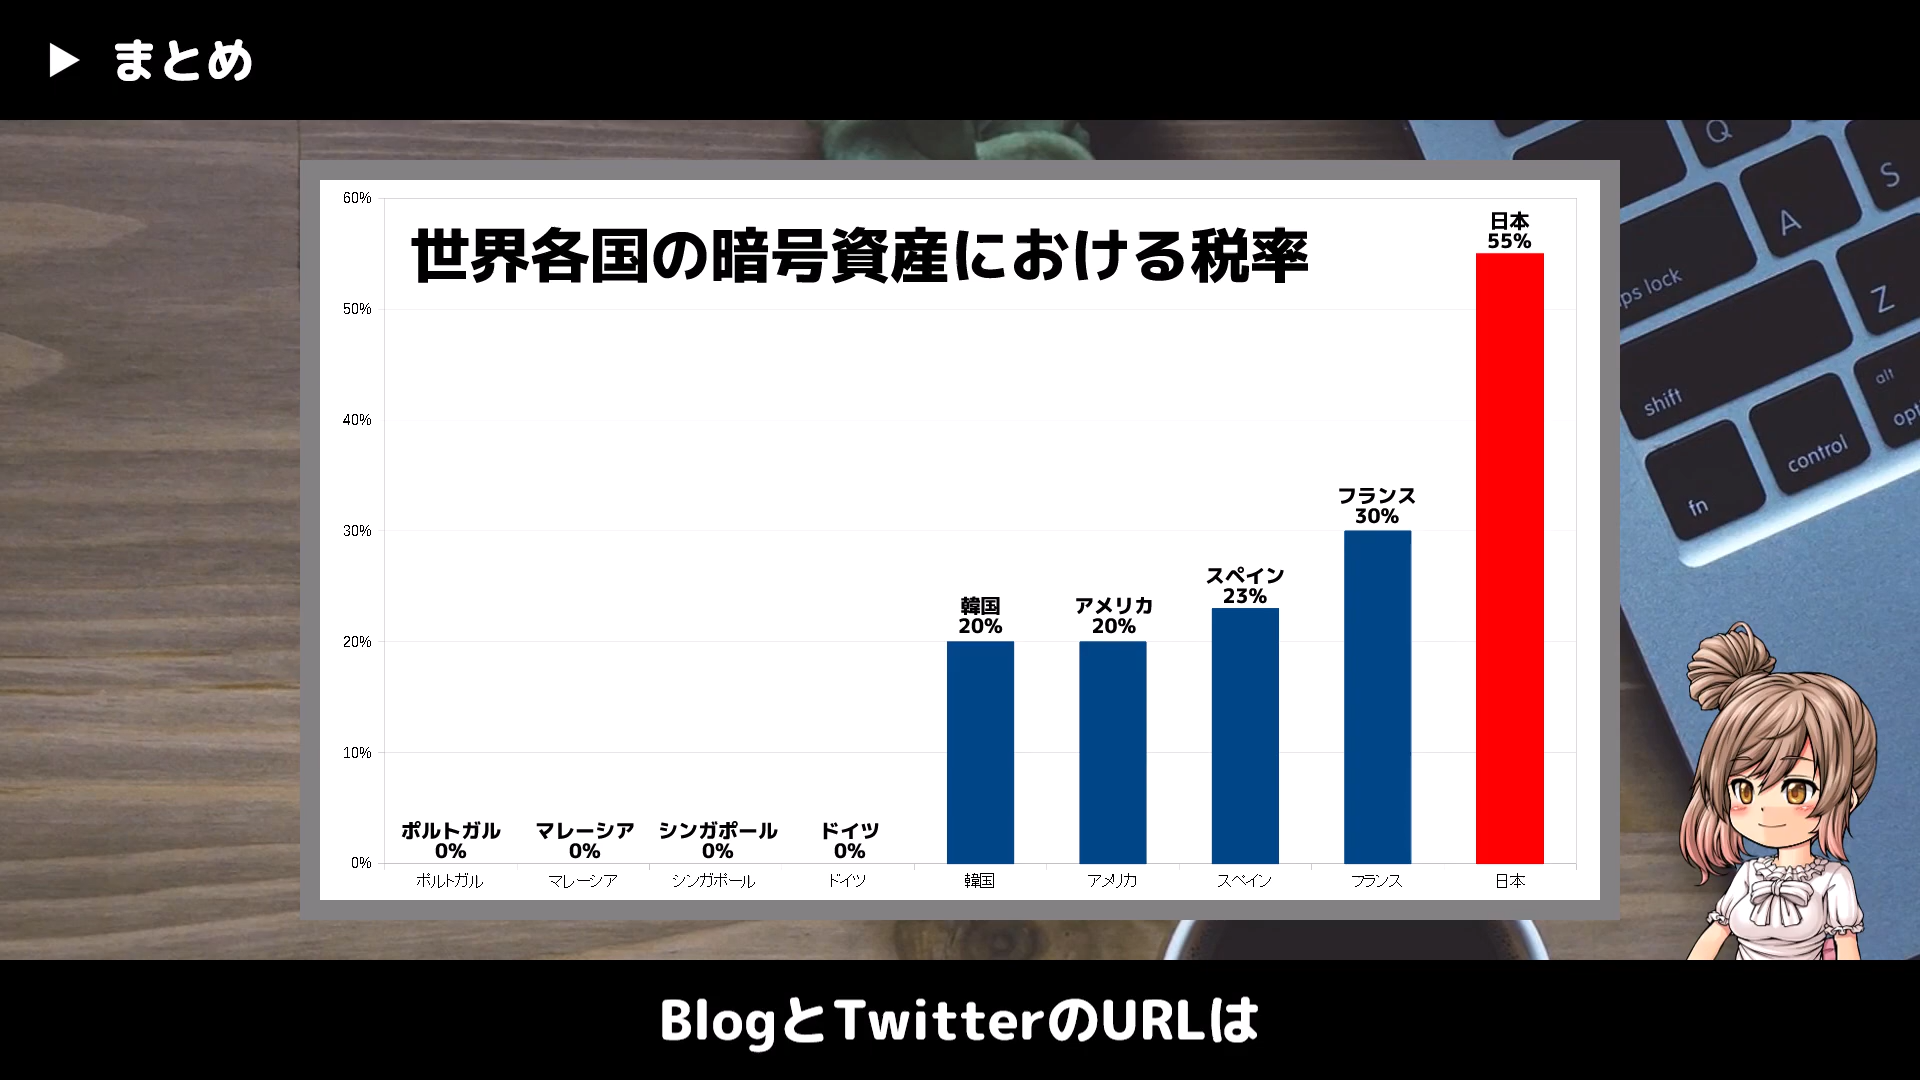 ▶ まとめ
世界各国の暗号資産における税率
60%
50%
40%
30%
20%
10%
0%
ポルトガル
0%
マレーシア
0%
シンガポール
0%
ドイツ
0%
韓国
20%
アメリカ
20%
スペイン
23%
フランス
30%
日本
55%
ポルトガル
マレーシア
シンガポール
ドイツ
韓国
アメリカ
スペイン
フランス
日本
Q
A
S
ps lock
Z
shift
alt
fn
control
opt
BlogとTwitterのURLは